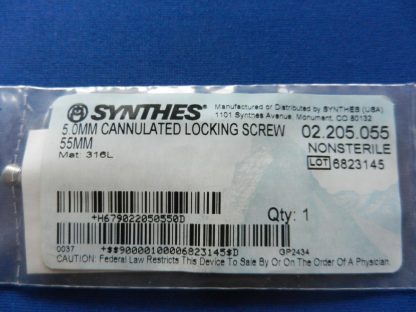 SYNTHES®
Manufactured or Distributed by SYNTHES (USA)
1101 Synthes Avenue, Monument, CO 80132
5.0MM CANNULATED LOCKING SCREW
55MM
Mat: 316L
02.205.055
NONSTERILE
LOT 6823145
+H679022050550D
Qty: 1
0037
+$$90000100006823145*D
GP2434
CAUTION: Federal Law Restricts This Device To Sale By Or On The Order Of A Physician.